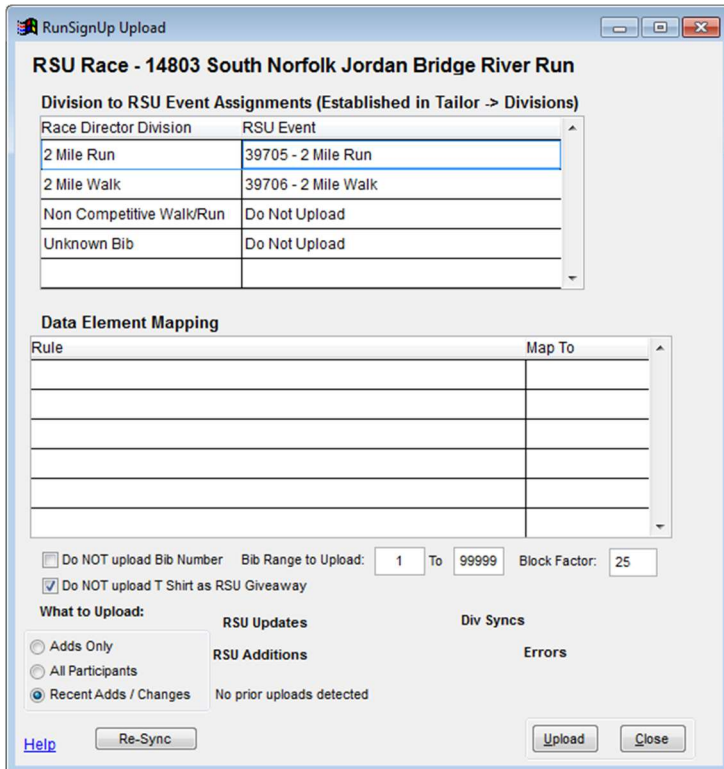 RunSignUp Upload
RSU Race - 14803 South Norfolk Jordan Bridge River Run
Division to RSU Event Assignments (Established in Tailor -> Divisions)
Race Director Division RSU Event
2 Mile Run 39705 - 2 Mile Run
2 Mile Walk 39706 - 2 Mile Walk
Non Competitive Walk/Run Do Not Upload
Unknown Bib Do Not Upload
Data Element Mapping
Rule Map To
Do NOT upload Bib Number Bib Range to Upload: 1 To 99999 Block Factor: 25
Do NOT upload T Shirt as RSU Giveaway
What to Upload: RSU Updates Div Syncs
Adds Only RSU Additions Errors
All Participants
Recent Adds / Changes No prior uploads detected
Help Re-Sync Upload Close